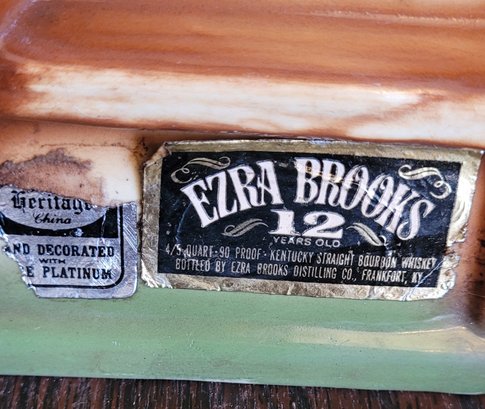 Heritage
China
AND DECORATED
WITH
PLATINUM
EZRA BROOKS
12
YEARS OLD
4/5 QUART·90 PROOF · KENTUCKY STRAIGHT BOURBON WHISKEY
BOTTLED BY EZRA BROOKS DISTILLING CO., FRANKFORT, KY.